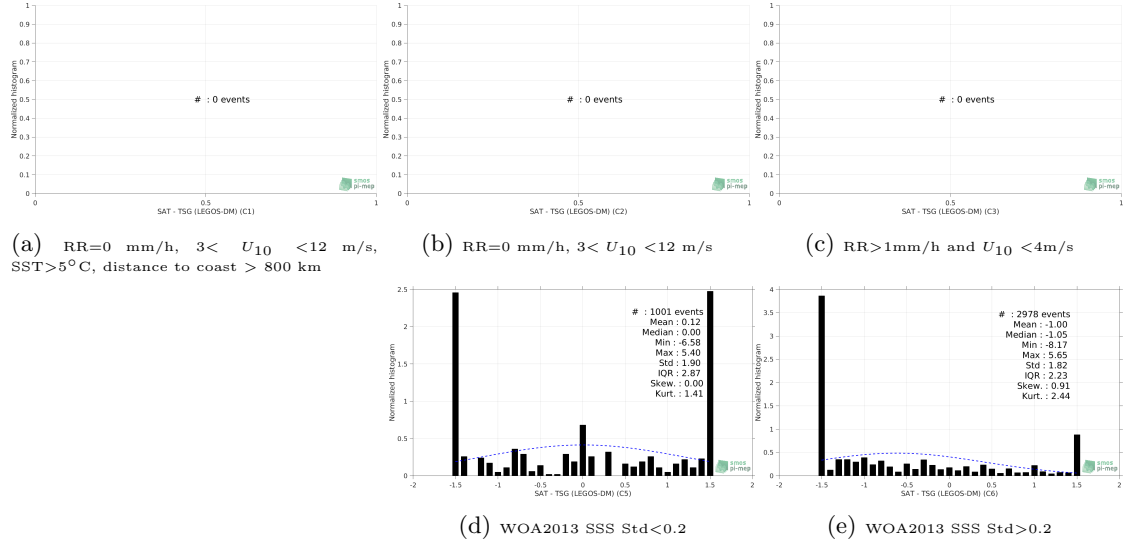 1
0.9
0.8
0.7
0.6
0.5
0.4
0.3
0.2
0.1
0
Normalized histogram
# : 0 events
smos
pi-mep
0 0.5 1
SAT - TSG (LEGOS-DM) (C1)
(a) RR=0 mm/h, 3< U10 <12 m/s,
SST>5°C, distance to coast > 800 km
1
0.9
0.8
0.7
0.6
0.5
0.4
0.3
0.2
0.1
0
Normalized histogram
# : 0 events
smos
pi-mep
0 0.5 1
SAT - TSG (LEGOS-DM) (C2)
(b) RR=0 mm/h, 3< U10 <12 m/s
1
0.9
0.8
0.7
0.6
0.5
0.4
0.3
0.2
0.1
0
Normalized histogram
# : 0 events
smos
pi-mep
0 0.5 1
SAT - TSG (LEGOS-DM) (C3)
(c) RR>1mm/h and U10 <4m/s
2.5
2
1.5
1
0.5
0
Normalized histogram
# : 1001 events
Mean : 0.12
Median : 0.00
Min : -6.58
Max : 5.40
Std : 1.90
IQR : 2.87
Skew. : 0.00
Kurt. : 1.41
smos
pi-mep
-2 -1.5 -1 -0.5 0 0.5 1 1.5 2
SAT - TSG (LEGOS-DM) (C5)
(d) WOA2013 SSS Std<0.2
4
3.5
3
2.5
2
1.5
1
0.5
0
Normalized histogram
# : 2978 events
Mean : -1.00
Median : -1.05
Min : -8.17
Max : 5.65
Std : 1.82
IQR : 2.23
Skew. : 0.91
Kurt. : 2.44
smos
pi-mep
-2 -1.5 -1 -0.5 0 0.5 1 1.5 2
SAT - TSG (LEGOS-DM) (C6)
(e) WOA2013 SSS Std>0.2